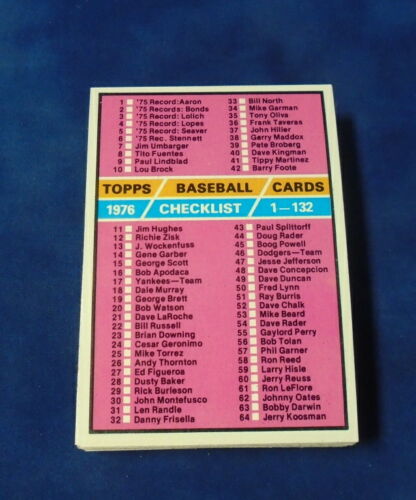 1 '75 Record: Aaron
2 '75 Records: Bonds
3 '75 Record: Lolich
4 '75 Record: Lopes
5 '75 Record: Seaver
6 '75 Rec. Stennett
7 Jim Umbarger
8 Tito Fuentes
9 Paul Lindblad
10 Lou Brock
33 Bill North
34 Mike Garman
35 Tony Oliva
36 Frank Taveras
37 John Hiller
38 Garry Maddox
39 Pete Broberg
40 Dave Kingman
41 Tippy Martinez
42 Barry Foote
TOPPS / BASEBALL / CARDS
1976 / CHECKLIST / 1-132
11 Jim Hughes
12 Richie Zisk
13 J. Wockenfuss
14 Gene Garber
15 George Scott
16 Bob Apodaca
17 Yankees-Team
18 Dale Murray
19 George Brett
20 Bob Watson
21 Dave LaRoche
22 Bill Russell
23 Brian Downing
24 Cesar Geronimo
25 Mike Torrez
26 Andy Thornton
27 Ed Figueroa
28 Dusty Baker
29 Rick Burleson
30 John Montefusco
31 Len Randle
32 Danny Frisella
43 Paul Splittorff
44 Doug Rader
45 Boog Powell
46 Dodgers-Team
47 Jesse Jefferson
48 Dave Concepcion
49 Dave Duncan
50 Fred Lynn
51 Ray Burris
52 Dave Chalk
53 Mike Beard
54 Dave Rader
55 Gaylord Perry
56 Bob Tolan
57 Phil Garner
58 Ron Reed
59 Larry Hisle
60 Jerry Reuss
61 Ron LeFlore
62 Johnny Oates
63 Bobby Darwin
64 Jerry Koosman